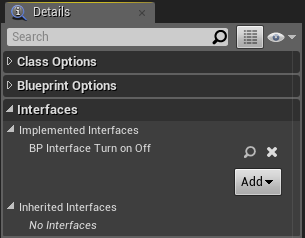 Details
Search
Class Options
Blueprint Options
Interfaces
Implemented Interfaces
BP Interface Turn on Off
Add
Inherited Interfaces
No Interfaces